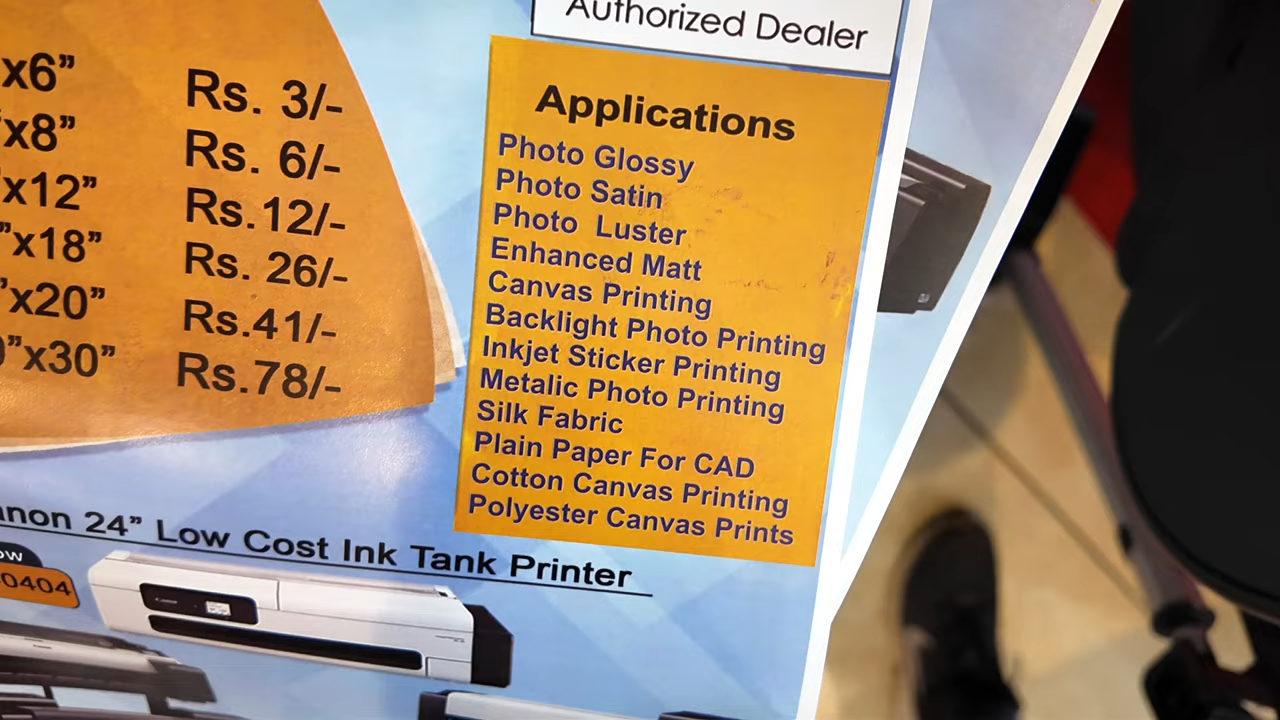 Authorized Dealer
x6” Rs. 3/-
x8” Rs. 6/-
x12” Rs.12/-
”x18” Rs. 26/-
”x20” Rs.41/-
”x30” Rs.78/-
Applications
Photo Glossy
Photo Satin
Photo Luster
Enhanced Matt
Canvas Printing
Backlight Photo Printing
Inkjet Sticker Printing
Metalic Photo Printing
Silk Fabric
Plain Paper For CAD
Cotton Canvas Printing
Polyester Canvas Prints
non 24” Low Cost Ink Tank Printer
ow
0404